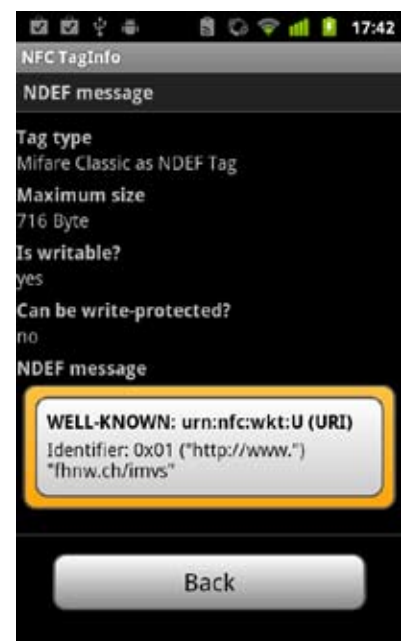 17:42
NFC TagInfo
NDEF message
Tag type
Mifare Classic as NDEF Tag
Maximum size
716 Byte
Is writable?
yes
Can be write-protected?
no
NDEF message
WELL-KNOWN: urn:nfc:wkt:U (URI)
Identifier: 0x01 ("http://www.")
"fhnw.ch/imvs"
Back